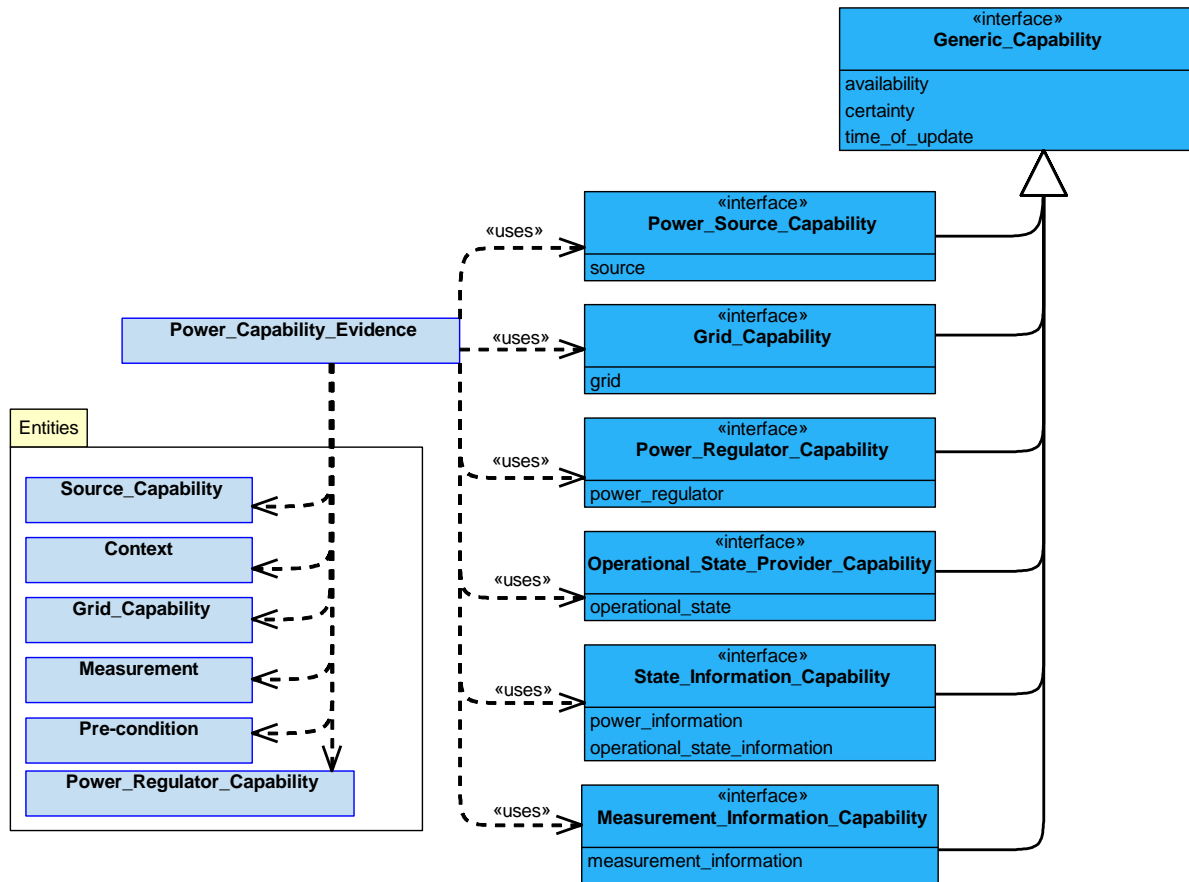 «interface»
Generic_Capability
availability
certainty
time_of_update
«interface»
Power_Source_Capability
source
«uses»
«interface»
Grid_Capability
grid
«uses»
Power_Capability_Evidence
«interface»
Power_Regulator_Capability
power_regulator
«uses»
«interface»
Operational_State_Provider_Capability
operational_state
«uses»
«interface»
State_Information_Capability
power_information
operational_state_information
«uses»
«interface»
Measurement_Information_Capability
measurement_information
«uses»
Entities
Source_Capability
Context
Grid_Capability
Measurement
Pre-condition
Power_Regulator_Capability